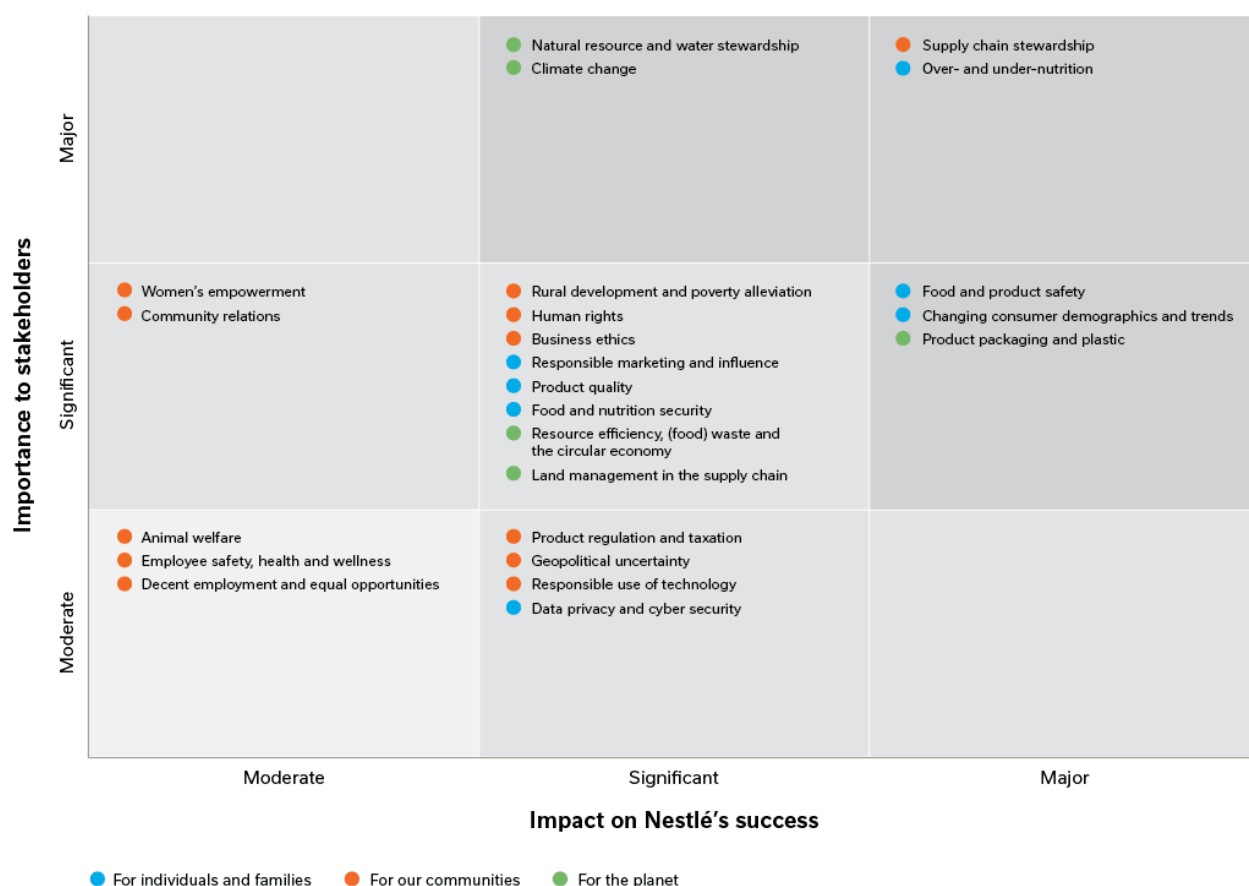 Importance to stakeholders
Major
Natural resource and water stewardship
Climate change
Supply chain stewardship
Over- and under-nutrition
Significant
Women's empowerment
Community relations
Rural development and poverty alleviation
Human rights
Business ethics
Responsible marketing and influence
Product quality
Food and nutrition security
Resource efficiency, (food) waste and
the circular economy
Land management in the supply chain
Food and product safety
Changing consumer demographics and trends
Product packaging and plastic
Moderate
Animal welfare
Employee safety, health and wellness
Decent employment and equal opportunities
Product regulation and taxation
Geopolitical uncertainty
Responsible use of technology
Data privacy and cyber security
Moderate
Significant
Major
Impact on Nestlé's success
For individuals and families
For our communities
For the planet